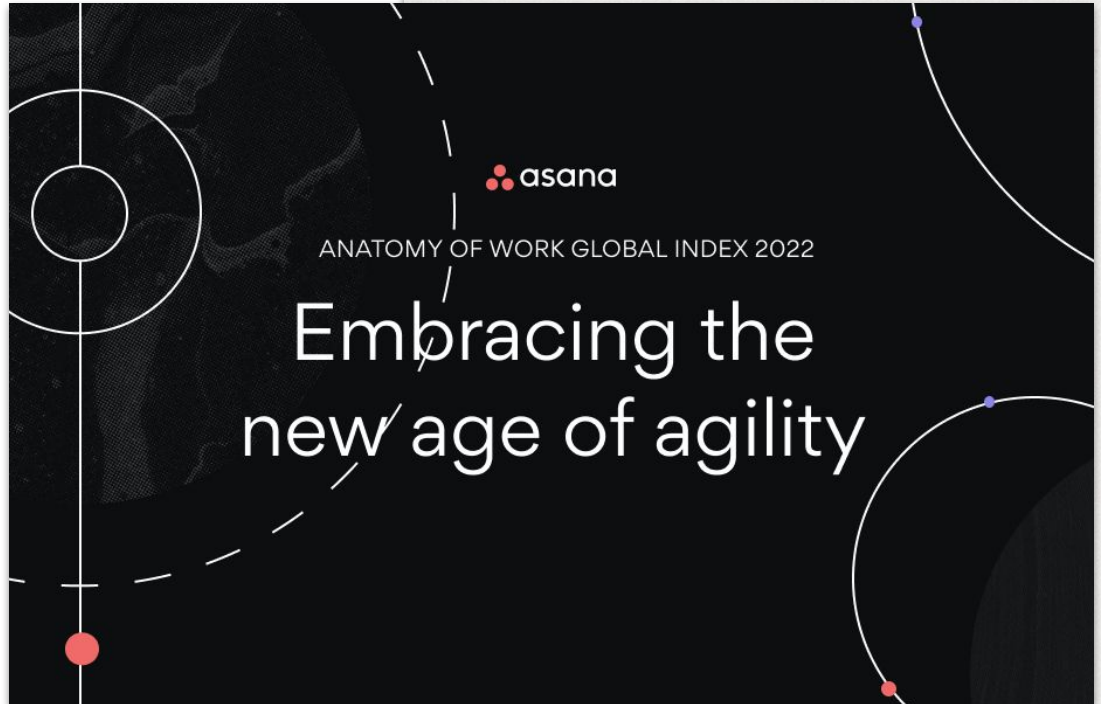 asana
ANATOMY OF WORK GLOBAL INDEX 2022
Embracing the
new age of agility